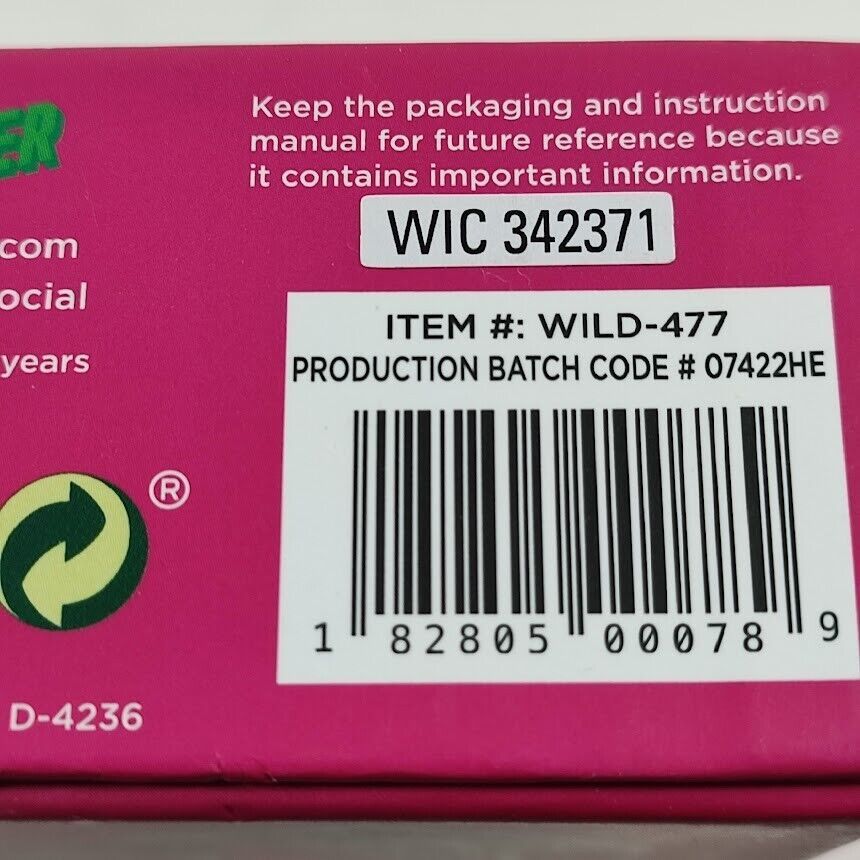 ER
Keep the packaging and instruction
manual for future reference because
it contains important information.
WIC 342371
.com
ocial
years
ITEM #: WILD-477
PRODUCTION BATCH CODE # 07422HE
®
1 82805 00078 9
D-4236